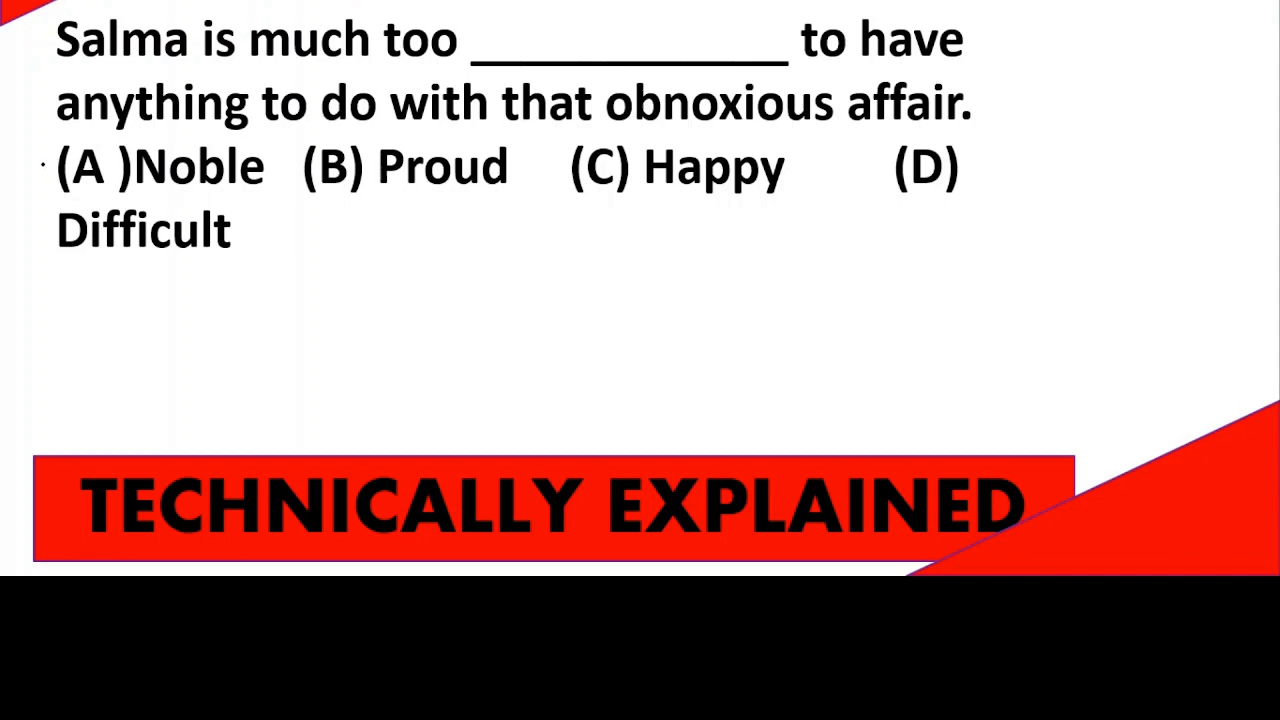 Salma is much too _____________ to have
anything to do with that obnoxious affair.
(A )Noble (B) Proud (C) Happy (D)
Difficult
TECHNICALLY EXPLAINED